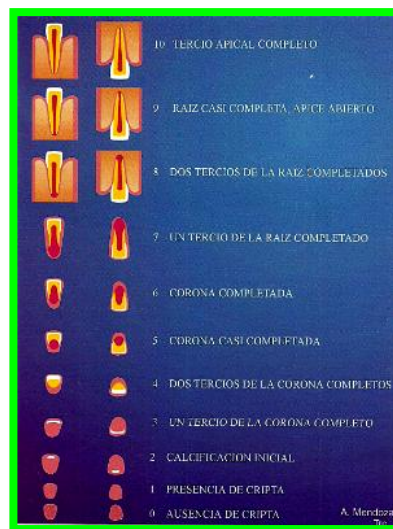 10 TERCIO APICAL COMPLETO
9 RAIZ CASI COMPLETA, APICE ABIERTO
8 DOS TERCIOS DE LA RAIZ COMPLETADOS
7 UN TERCIO DE LA RAIZ COMPLETADO
6 CORONA COMPLETADA
5 CORONA CASI COMPLETADA
4 DOS TERCIOS DE LA CORONA COMPLETOS
3 UN TERCIO DE LA CORONA COMPLETO
2 CALCIFICACION INICIAL
1 PRESENCIA DE CRIPTA
0 AUSENCIA DE CRIPTA
A. Mendoza